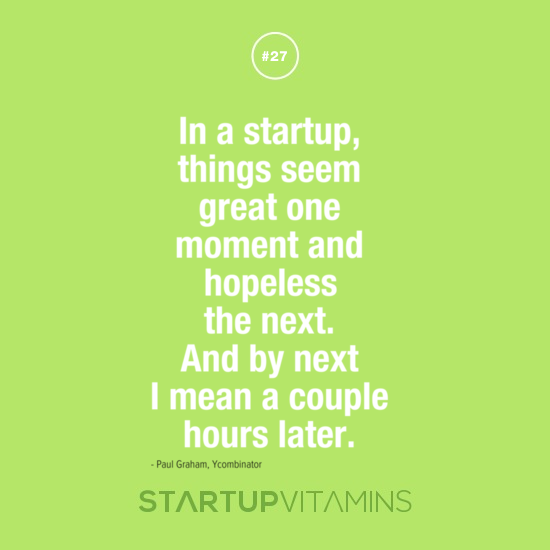 #27
In a startup,
things seem
great one
moment and
hopeless
the next.
And by next
I mean a couple
hours later.
- Paul Graham, Ycombinator
STARTUPVITAMINS